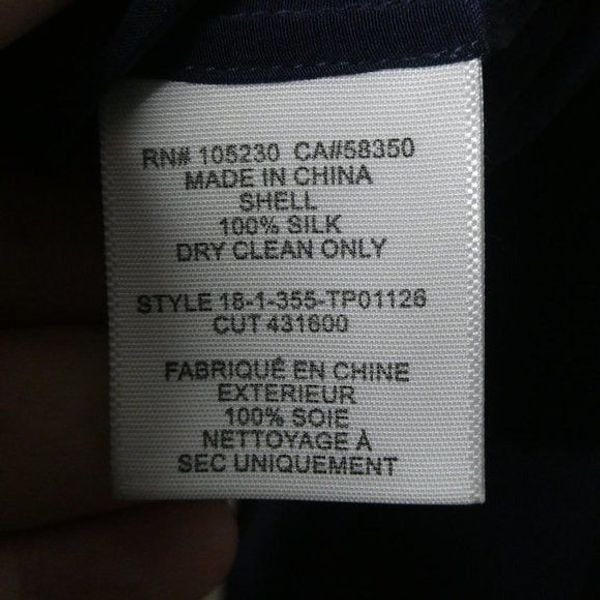 RN# 105230 CA#58350
MADE IN CHINA
SHELL
100% SILK
DRY CLEAN ONLY
STYLE 18-1-355-TP01126
CUT 431600
FABRIQUÉ EN CHINE
EXTERIEUR
100% SOIE
NETTOYAGE À
SEC UNIQUEMENT